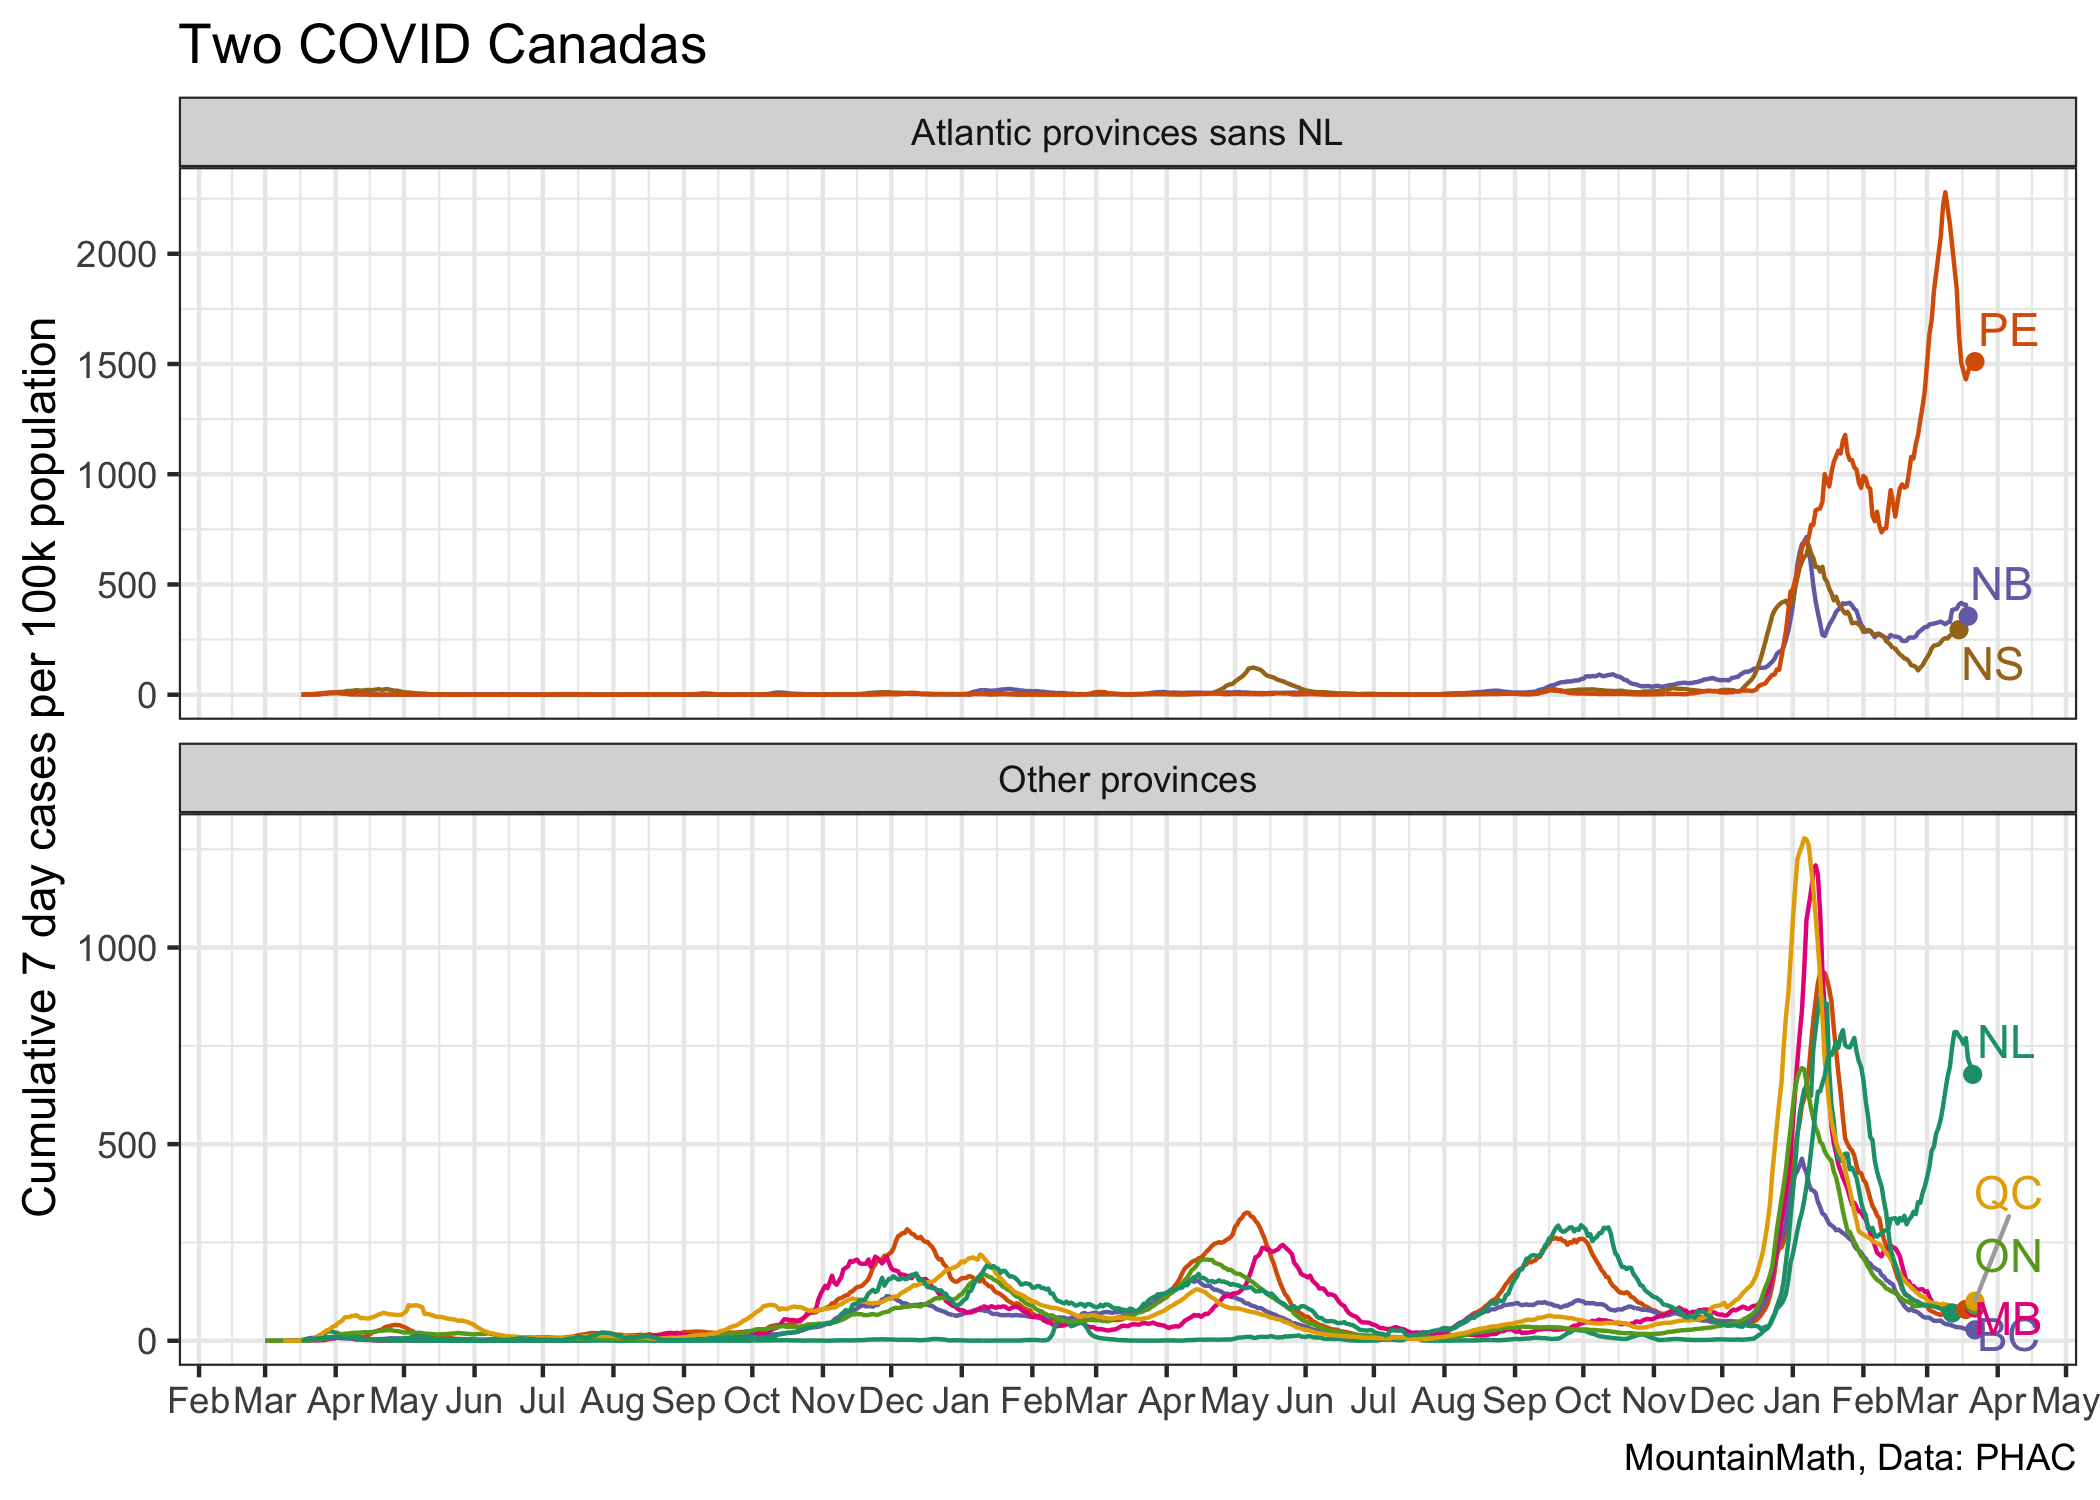 Two COVID Canadas
Atlantic provinces sans NL
Cumulative 7 day cases per 100k population
2000
1500
1000
500
0
PE
NB
NS
Other provinces
1000
500
0
NL
QC
ON
MB
BC
Feb Mar Apr May Jun Jul Aug Sep Oct Nov Dec Jan Feb Mar Apr May Jun Jul Aug Sep Oct Nov Dec Jan Feb Mar Apr May
MountainMath, Data: PHAC